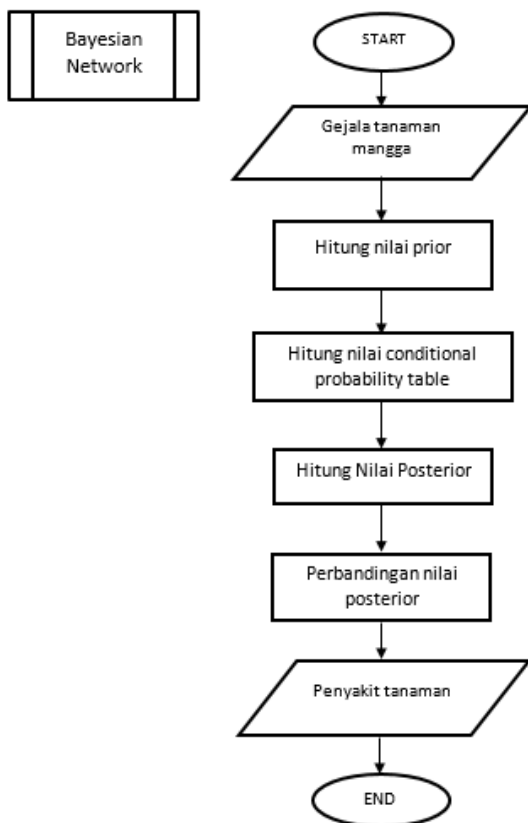 Bayesian
Network
START
Gejala tanaman
mangga
Hitung nilai prior
Hitung nilai conditional
probability table
Hitung Nilai Posterior
Perbandingan nilai
posterior
Penyakit tanaman
END